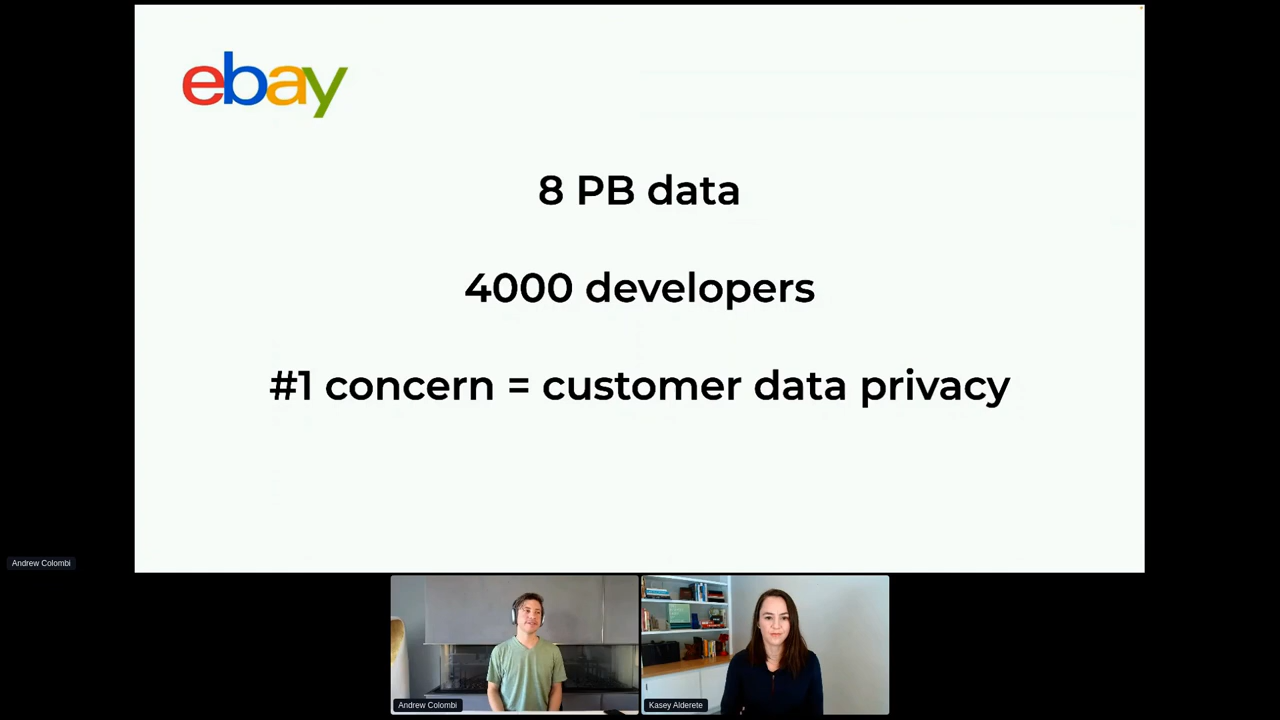 ebay
8 PB data
4000 developers
#1 concern = customer data privacy
Andrew Colombi
Andrew Colombi
Kasey Alderete